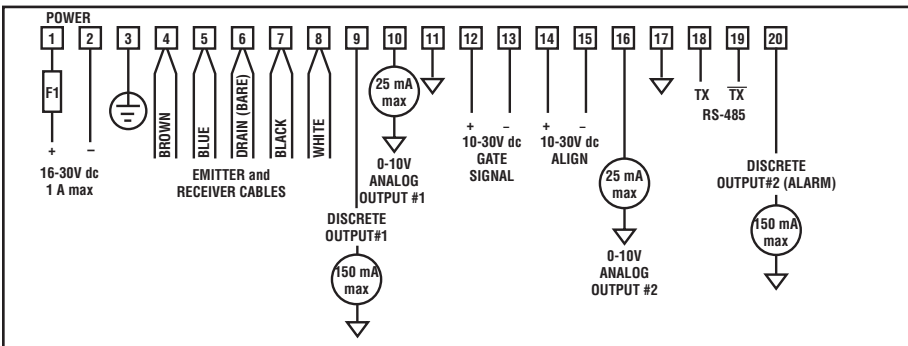 POWER
1 2 3 4 5 6 7 8 9 10 11 12 13 14 15 16 17 18 19 20
F1
+ −
16-30V dc
1 A max
BROWN
BLUE
DRAIN (BARE)
BLACK
WHITE
EMITTER and
RECEIVER CABLES
DISCRETE
OUTPUT#1
150 mA
max
25 mA
max
0-10V
ANALOG
OUTPUT #1
+ −
10-30V dc
GATE
SIGNAL
+ −
10-30V dc
ALIGN
25 mA
max
0-10V
ANALOG
OUTPUT #2
TX TX
RS-485
DISCRETE
OUTPUT#2 (ALARM)
150 mA
max